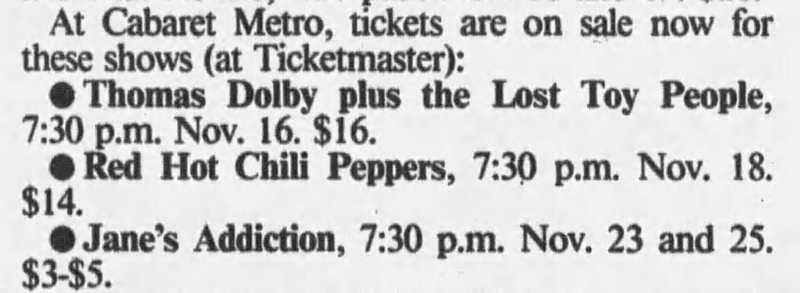 At Cabaret Metro, tickets are on sale now for
these shows (at Ticketmaster):
● Thomas Dolby plus the Lost Toy People,
7:30 p.m. Nov. 16. $16.
● Red Hot Chili Peppers, 7:30 p.m. Nov. 18.
$14.
● Jane's Addiction, 7:30 p.m. Nov. 23 and 25.
$3-$5.